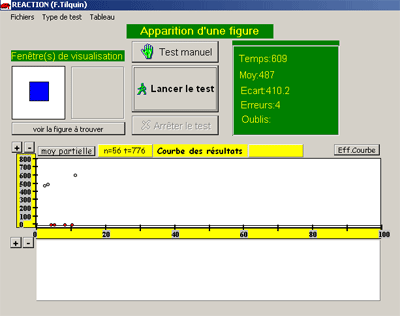 REACTION (F.Tilquin)
Fichiers Type de test Tableau
Apparition d'une figure
Fenêtre(s) de visualisation
Test manuel
Lancer le test
Arrêter le test
voir la figure à trouver
Temps:609
Moy:487
Ecart:410.2
Erreurs:4
Oublis:
+ - moy partielle n=56 t=776 Courbe des résultats Eff.Courbe
800
700
600
500
400
300
200
100
0
0 20 40 60 80 100
+ -